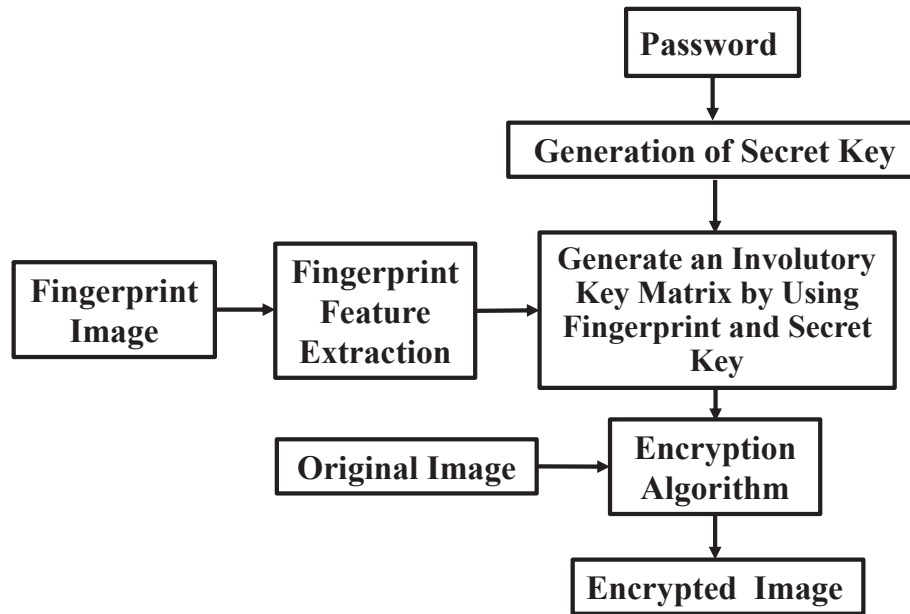 Password
Generation of Secret Key
Fingerprint
Image
Fingerprint
Feature
Extraction
Generate an Involutory
Key Matrix by Using
Fingerprint and Secret
Key
Original Image
Encryption
Algorithm
Encrypted Image